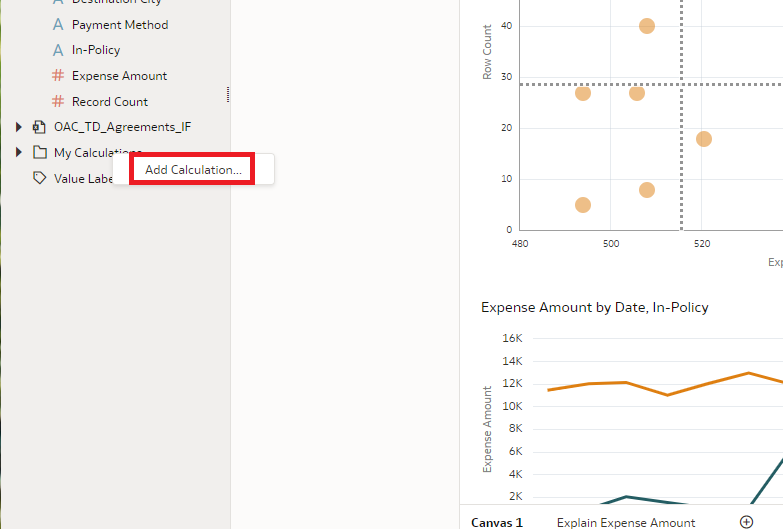 Destination City
A Payment Method
A In-Policy
# Expense Amount
# Record Count
OAC_TD_Agreements_IF
My Calculations
Add Calculation...
Value Labe
Row Count
40
30
20
10
0
480
500
520
Exp
Expense Amount by Date, In-Policy
Expense Amount
16K
14K
12K
10K
8K
6K
4K
2K
Canvas 1
Explain Expense Amount